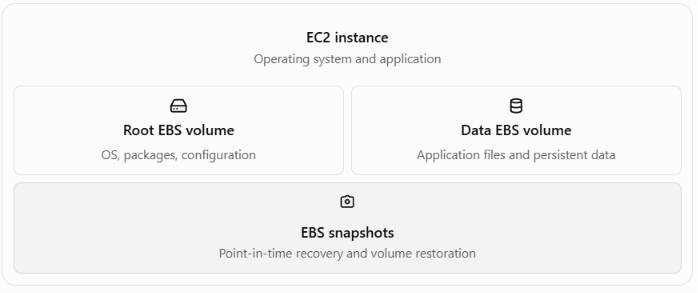 EC2 instance
Operating system and application
Root EBS volume
OS, packages, configuration
Data EBS volume
Application files and persistent data
EBS snapshots
Point-in-time recovery and volume restoration